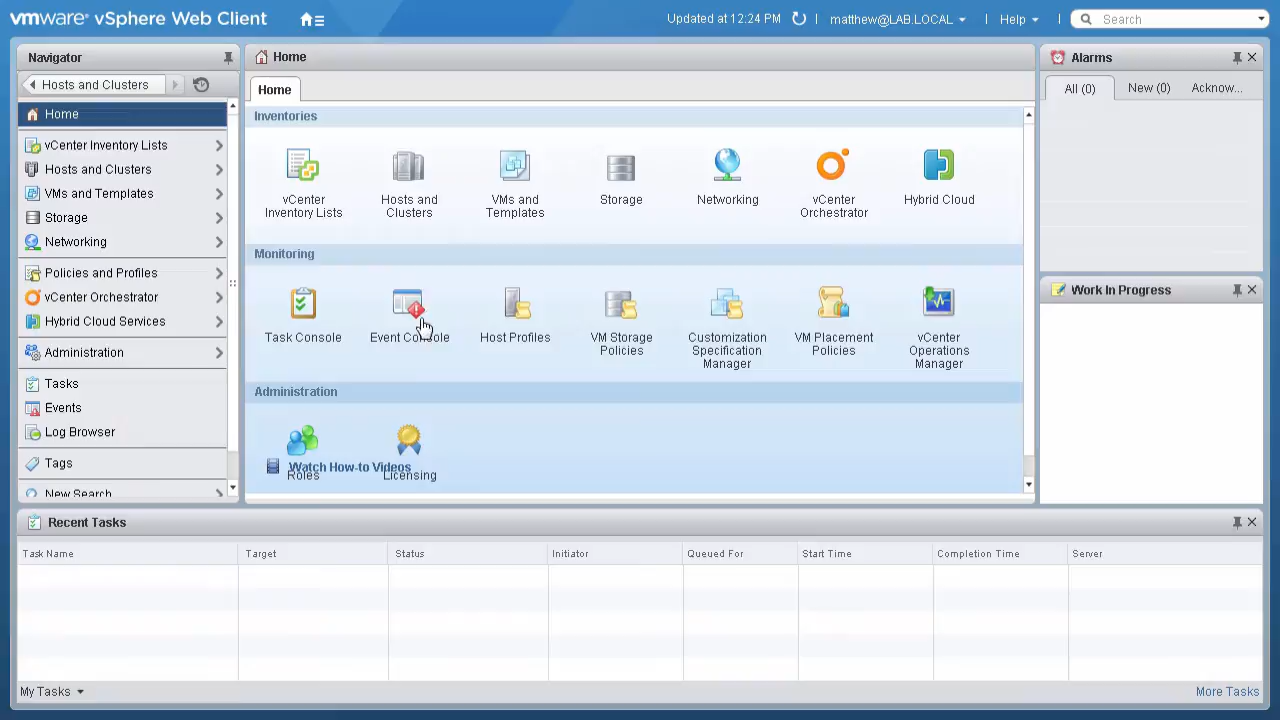 vmware® vSphere Web Client
Updated at 12:24 PM
matthew@LAB.LOCAL
Help
Search
Navigator
Hosts and Clusters
Home
vCenter Inventory Lists
Hosts and Clusters
VMs and Templates
Storage
Networking
Policies and Profiles
vCenter Orchestrator
Hybrid Cloud Services
Administration
Tasks
Events
Log Browser
Tags
New Search
Home
Home
Inventories
vCenter
Inventory Lists
Hosts and
Clusters
VMs and
Templates
Storage
Networking
vCenter
Orchestrator
Hybrid Cloud
Monitoring
Task Console
Event Console
Host Profiles
VM Storage
Policies
Customization
Specification
Manager
VM Placement
Policies
vCenter
Operations
Manager
Administration
Roles
Licensing
Watch How-to Videos
Alarms
All (0)
New (0)
Acknow...
Work In Progress
Recent Tasks
Task Name
Target
Status
Initiator
Queued For
Start Time
Completion Time
Server
My Tasks
More Tasks